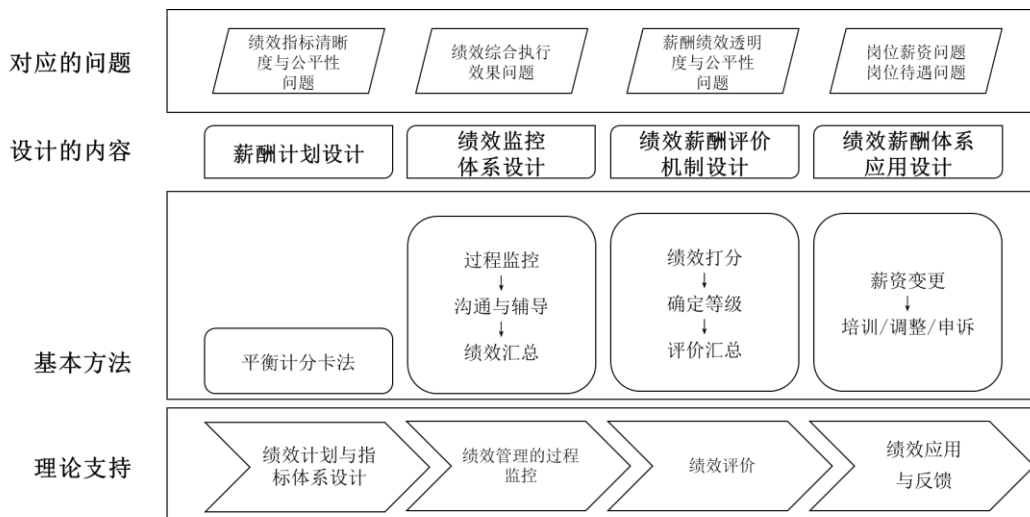 对应的问题
绩效指标清晰
度与公平性
问题
绩效综合执行
效果问题
薪酬绩效透明
度与公平性
问题
岗位薪资问题
岗位待遇问题
设计的内容
薪酬计划设计
绩效监控
体系设计
绩效薪酬评价
机制设计
绩效薪酬体系
应用设计
基本方法
平衡计分卡法
过程监控
沟通与辅导
绩效汇总
绩效打分
确定等级
评价汇总
薪资变更
培训/调整/申诉
理论支持
绩效计划与指
标体系设计
绩效管理的过程
监控
绩效评价
绩效应用
与反馈